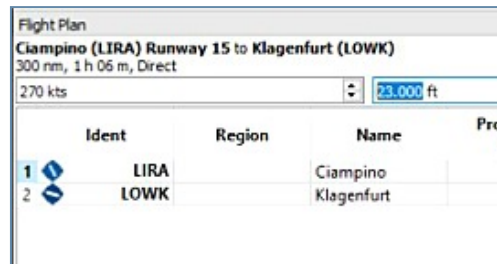 Flight Plan
Ciampino (LIRA) Runway 15 to Klagenfurt (LOWK)
300 nm, 1 h 06 m, Direct
270 kts 23.000 ft
Ident Region Name
1 LIRA Ciampino
2 LOWK Klagenfurt